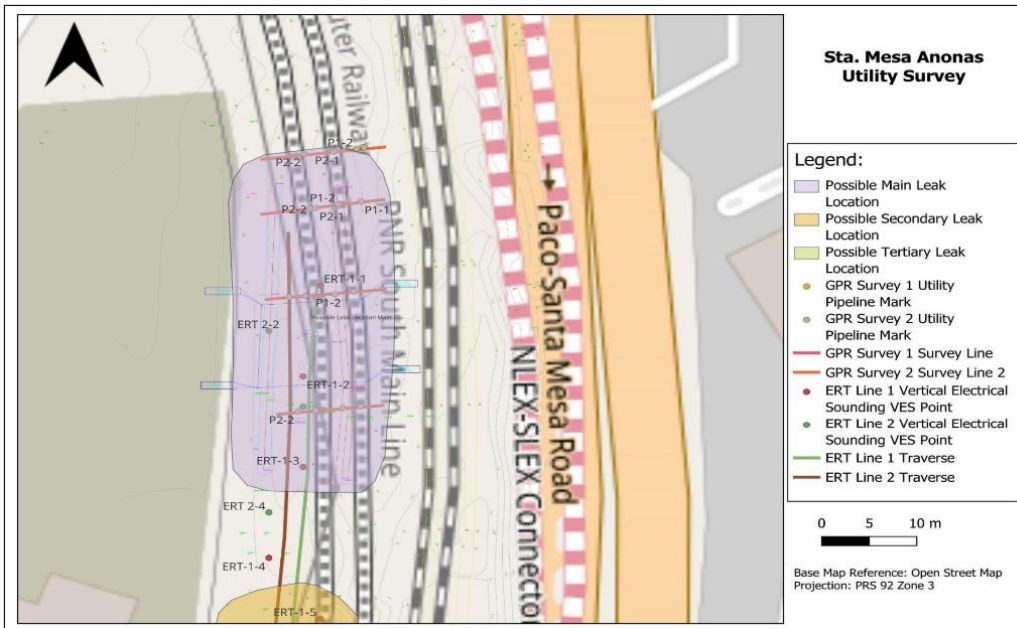 Sta. Mesa Anonas
Utility Survey
uter Railway
P1-2
P2-2
P2-1
P1-2
P1-1
P2-2
P2-1
PNR South Main Line
ERT-1-1
P1-2
Possible Leak Location Main
ERT 2-2
ERT-1-2
P2-2
ERT-1-3
ERT 2-4
ERT-1-4
ERT-1-5
Paco-Santa Mesa Road
NLEX-SLEX Connecto
Legend:
Possible Main Leak
Location
Possible Secondary Leak
Location
Possible Tertiary Leak
Location
GPR Survey 1 Utility
Pipeline Mark
GPR Survey 2 Utility
Pipeline Mark
GPR Survey 1 Survey Line
GPR Survey 2 Survey Line 2
ERT Line 1 Vertical Electrical
Sounding VES Point
ERT Line 2 Vertical Electrical
Sounding VES Point
ERT Line 1 Traverse
ERT Line 2 Traverse
0 5 10 m
Base Map Reference: Open Street Map
Projection: PRS 92 Zone 3